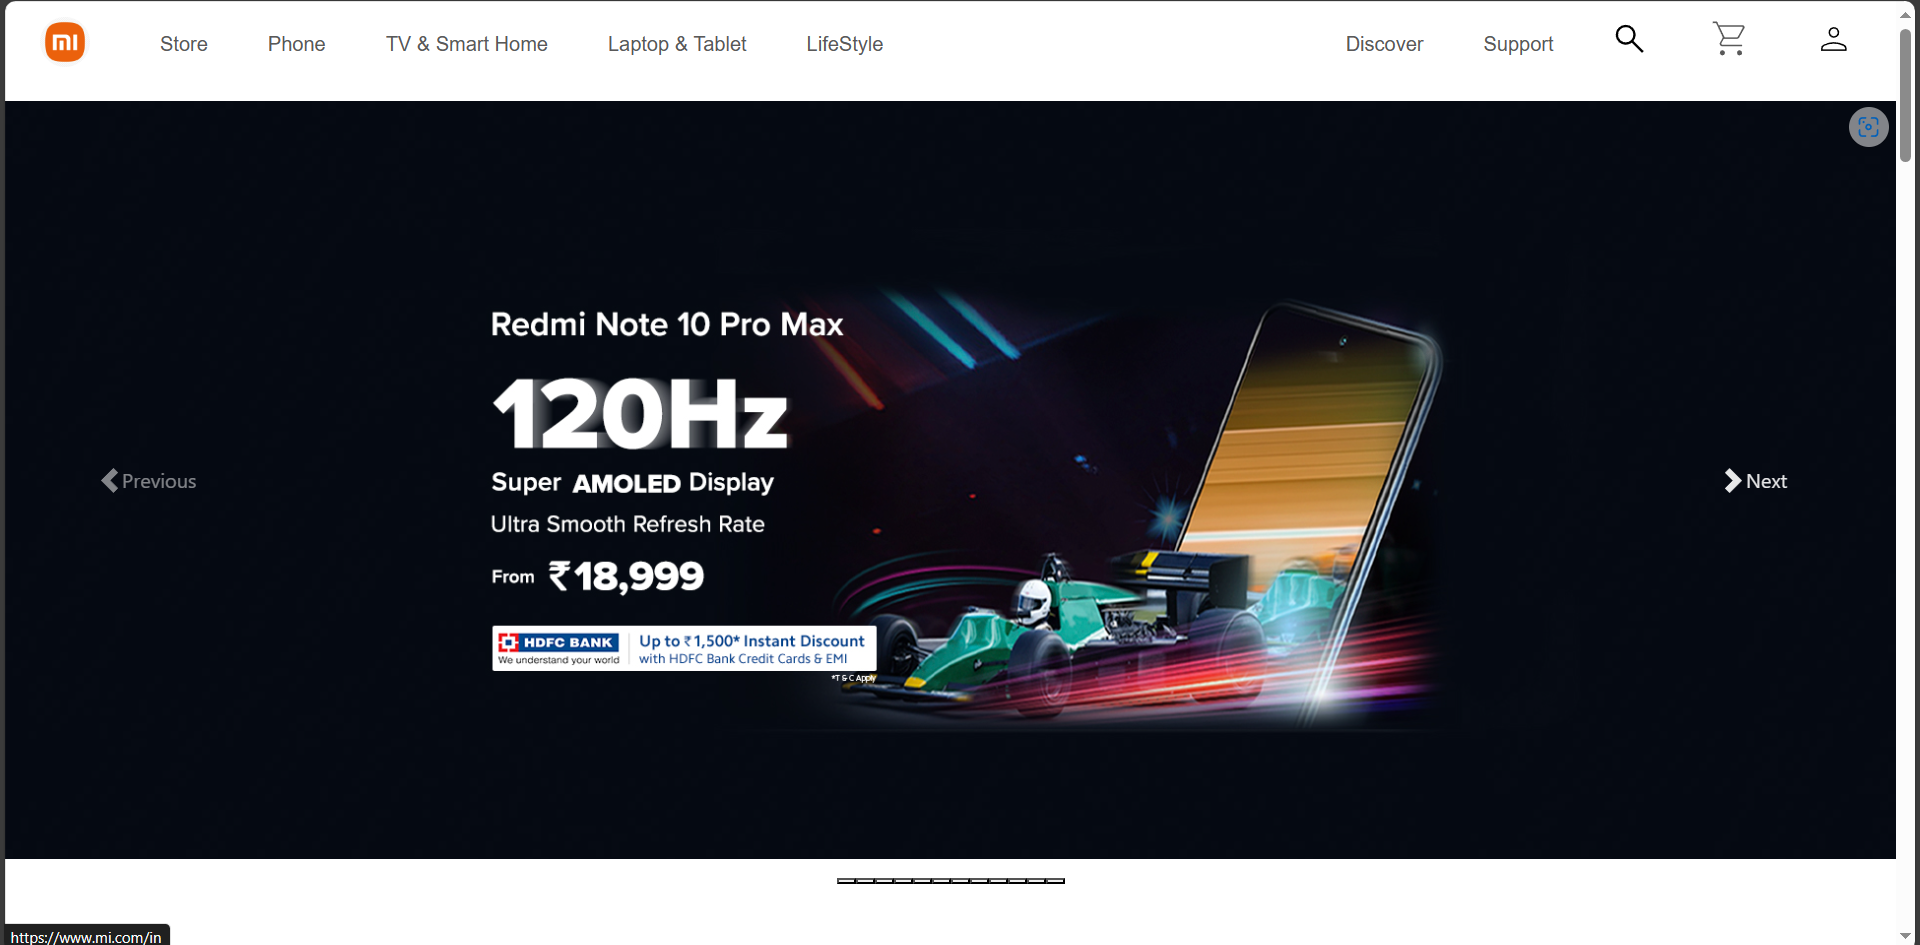 mi
Store Phone TV & Smart Home Laptop & Tablet LifeStyle Discover Support
Redmi Note 10 Pro Max
120Hz
Super AMOLED Display
Ultra Smooth Refresh Rate
From ₹18,999
HDFC BANK
We understand your world
Up to ₹1,500* Instant Discount
with HDFC Bank Credit Cards & EMI
*T & C Apply
Previous
Next
https://www.mi.com/in